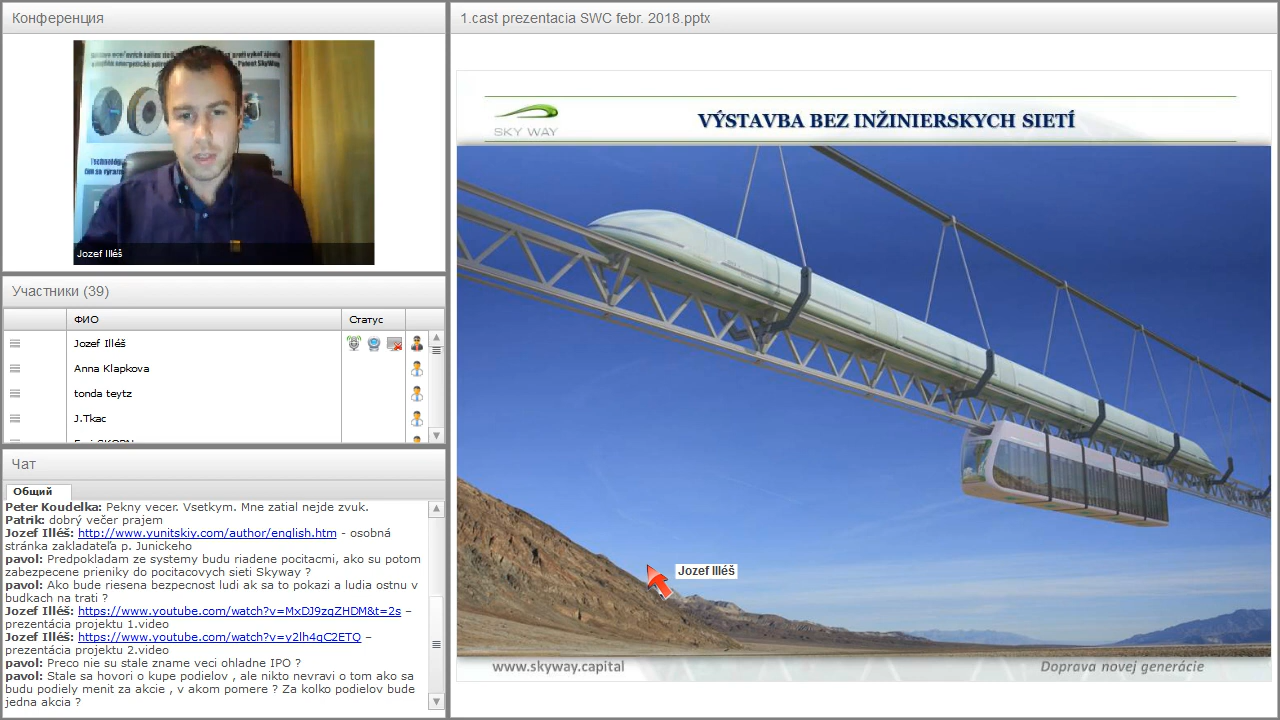 Конференция
Jozef Illéš
Участники (39)
ФИО
Статус
Jozef Illéš
Anna Klapkova
tonda teytz
J.Tkac
Чат
Общий
Peter Koudelka: Pekny vecer. Vsetkym. Mne zatial nejde zvuk.
Patrik: dobrý večer prajem
Jozef Illéš: http://www.yunitskiy.com/author/english.htm - osobná
stránka zakladateľa p. Junickeho
pavol: Predpokladam ze systemy budu riadene pocitacmi, ako su potom
zabezpecene prieniky do pocitacovych sieti Skyway ?
pavol: Ako bude riesena bezpecnost ludi ak sa to pokazi a ludia ostnu v
budkach na trati ?
Jozef Illéš: https://www.youtube.com/watch?v=MxDJ9zqZHDM&t=2s –
prezentácia projektu 1.video
Jozef Illéš: https://www.youtube.com/watch?v=y2lh4gC2ETQ –
prezentácia projektu 2.video
pavol: Preco nie su stale zname veci ohladne IPO ?
pavol: Stale sa hovori o kupe podielov , ale nikto nevravi o tom ako sa
budu podiely menit za akcie , v akom pomere ? Za kolko podielov bude
jedna akcia ?
1.cast prezentacia SWC febr. 2018.pptx
SKY WAY
VÝSTAVBA BEZ INŽINIERSKYCH SIETÍ
Jozef Illéš
www.skyway.capital
Doprava novej generácie